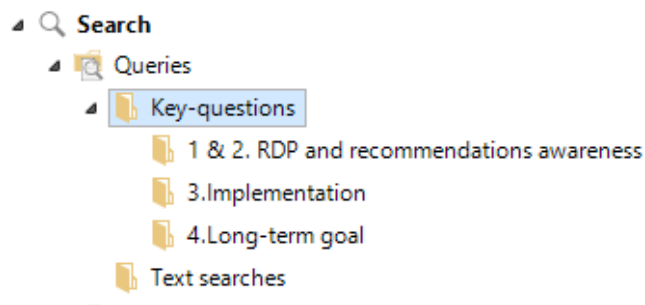 Search
Queries
Key-questions
1 & 2. RDP and recommendations awareness
3.Implementation
4.Long-term goal
Text searches